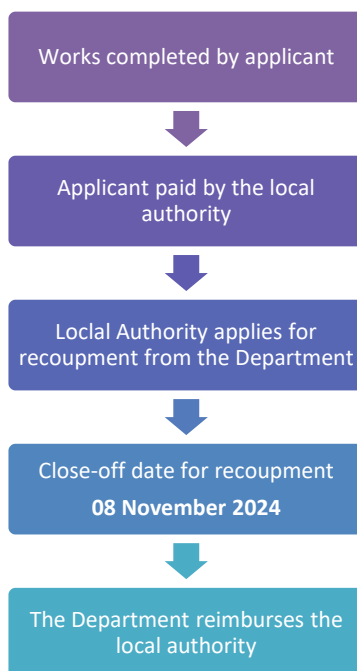 Works completed by applicant
Applicant paid by the local
authority
Loclal Authority applies for
recoupment from the Department
Close-off date for recoupment
08 November 2024
The Department reimburses the
local authority